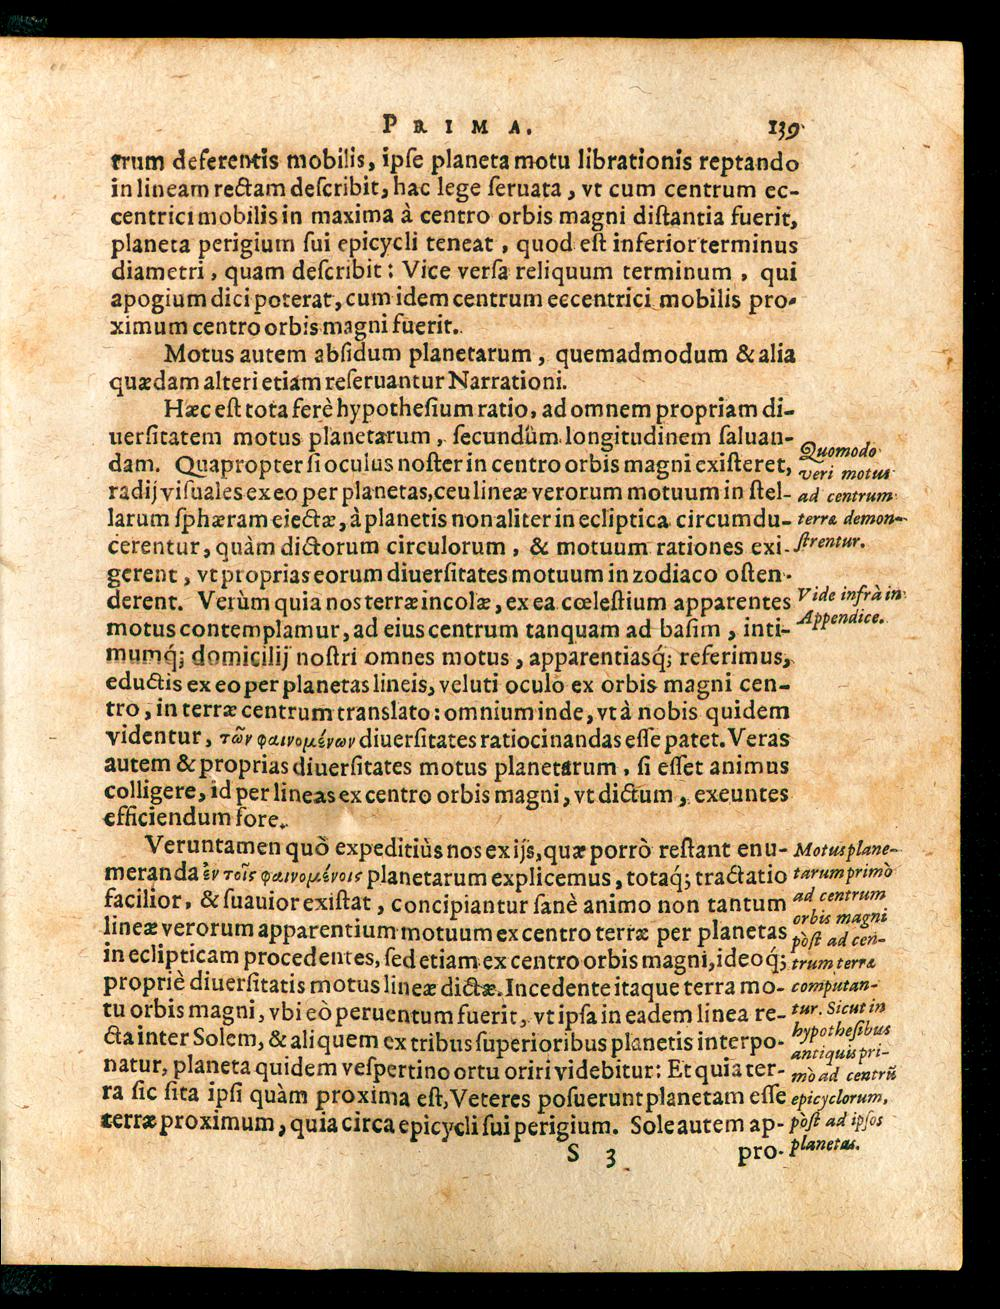 PRIMA. 139
trum deferentis mobilis, ipſe planeta motu librationis reptando
in lineam rectam deſcribit, hac lege ſeruata, vt cum centrum ec-
centrici mobilis in maxima à centro orbis magni diſtantia fuerit,
planeta perigium ſui epicycli teneat, quod eſt inferior terminus
diametri, quam deſcribit: Vice verſa reliquum terminum, qui
apogium dici poterat, cum idem centrum eccentrici mobilis pro-
ximum centro orbis magni fuerit.
Motus autem abſidum planetarum, quemadmodum & alia
quædam alteri etiam reſeruantur Narrationi.
Hæc eſt tota ferè hypotheſium ratio, ad omnem propriam di-
uerſitatem motus planetarum, ſecundùm longitudinem ſaluan-
dam. Quapropter ſi oculus noſter in centro orbis magni exiſteret,
radij viſuales ex eo per planetas, ceu lineæ verorum motuum in ſtel-
larum ſphæram eiectæ, à planetis non aliter in ecliptica circumdu-
cerentur, quàm dictorum circulorum, & motuum rationes exi-
gerent, vt proprias eorum diuerſitates motuum in zodiaco oſten-
derent. Verùm quia nos terræ incolæ, ex ea cœleſtium apparentes
motus contemplamur, ad eius centrum tanquam ad baſim, inti-
mumq́; domicilij noſtri omnes motus, apparentiasq́; referimus,
eductis ex eo per planetas lineis, veluti oculo ex orbis magni cen-
tro, in terræ centrum translato: omnium inde, vt à nobis quidem
videntur, τῶν φαινομένων diuerſitates ratiocinandas eſſe patet. Veras
autem & proprias diuerſitates motus planetarum, ſi eſſet animus
colligere, id per lineas ex centro orbis magni, vt dictum, exeuntes
efficiendum fore.
Veruntamen quò expeditiùs nos ex ijs, quæ porrò reſtant enu-
meranda ἐν τοῖς φαινομένοις planetarum explicemus, totaq́; tractatio
facilior, & ſuauior exiſtat, concipiantur ſanè animo non tantum
lineæ verorum apparentium motuum ex centro terræ per planetas
in eclipticam procedentes, ſed etiam ex centro orbis magni, ideoq́;
propriè diuerſitatis motus lineæ dictæ. Incedente itaque terra mo-
tu orbis magni, vbi eò peruentum fuerit, vt ipſa in eadem linea re-
cta inter Solem, & aliquem ex tribus ſuperioribus planetis interpo-
natur, planeta quidem veſpertino ortu oriri videbitur: Et quia ter-
ra ſic ſita ipſi quàm proxima eſt, Veteres poſuerunt planetam eſſe
terræ proximum, quia circa epicycli ſui perigium. Sole autem ap-
S 3 pro-
Quomodo
veri motus
ad centrum
terræ demon-
ſtrentur.
Vide infrà in
Appendice.
Motus plane-
tarum primò
ad centrum
orbis magni
pòſt ad cen-
trum terræ
computan-
tur. Sicut in
hypotheſibus
antiquis pri-
mò ad centrũ
epicyclorum,
pòſt ad ipſos
planetas.